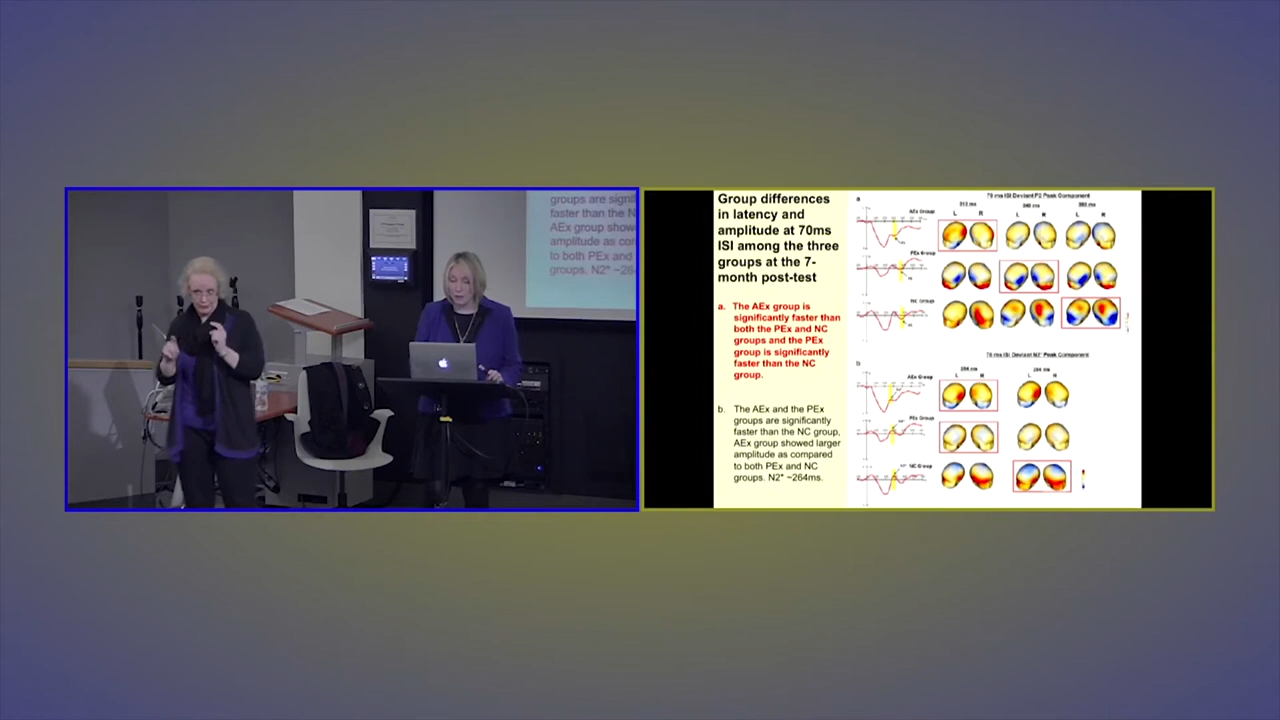 groups are signif
faster than the N
AEx group show
amplitude as con
to both PEx and
groups. N2* ~26
Group differences
in latency and
amplitude at 70ms
ISI among the three
groups at the 7-
month post-test
a. The AEx group is
significantly faster than
both the PEx and NC
groups and the PEx
group is significantly
faster than the NC
group.
b. The AEx and the PEx
groups are significantly
faster than the NC group,
AEx group showed larger
amplitude as compared
to both PEx and NC
groups. N2* ~264ms.
a
70 ms ISI Deviant P2 Peak Component
312 ms
L R
L R
L R
AEx Group
PEx Group
NC Group
70 ms ISI Deviant N2* Peak Component
b
L R
L R
AEx Group
PEx Group
NC Group